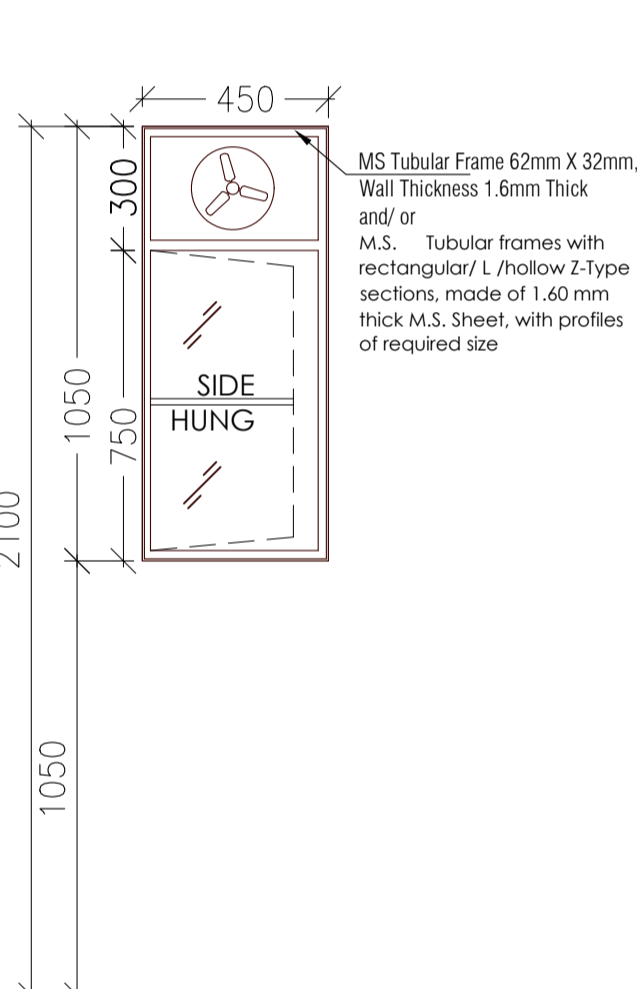 450
300
MS Tubular Frame 62mm X 32mm,
Wall Thickness 1.6mm Thick
and/ or
M.S. Tubular frames with
rectangular/ L /hollow Z-Type
sections, made of 1.60 mm
thick M.S. Sheet, with profiles
of required size
1050
750
SIDE
HUNG
2100
1050